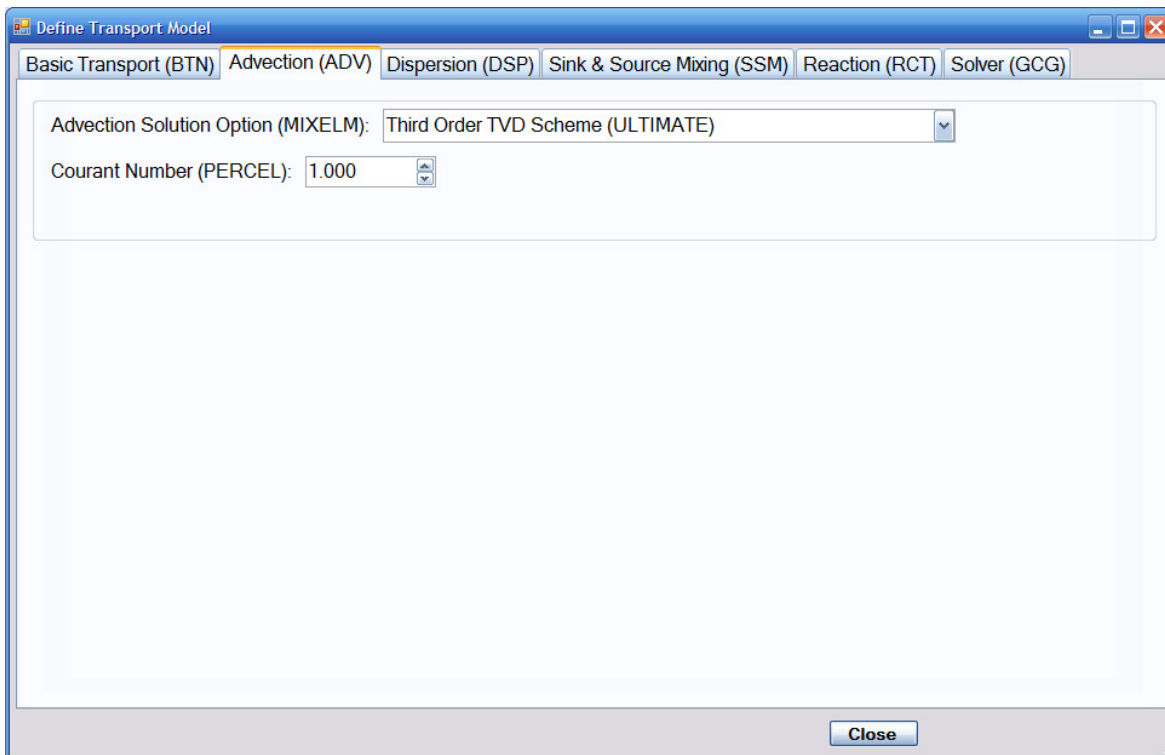 Define Transport Model
Basic Transport (BTN) Advection (ADV) Dispersion (DSP) Sink & Source Mixing (SSM) Reaction (RCT) Solver (GCG)
Advection Solution Option (MIXELM): Third Order TVD Scheme (ULTIMATE)
Courant Number (PERCEL): 1.000
Close